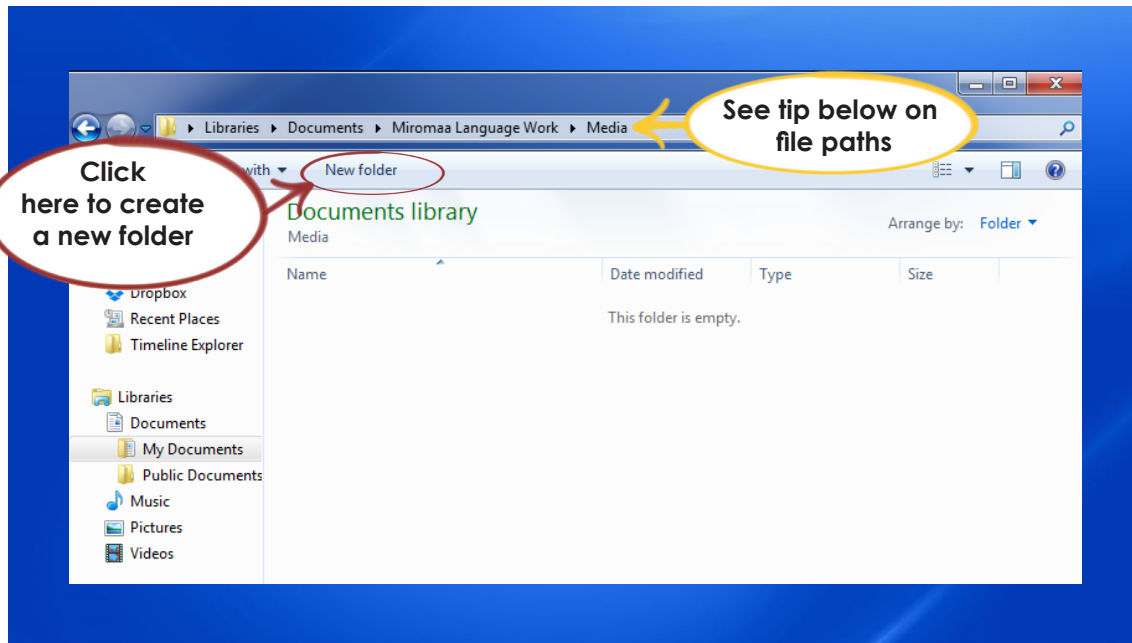 See tip below on
file paths
Libraries Documents Miromaa Language Work Media
Click
here to create
a new folder
with New folder
Documents library
Media
Arrange by: Folder
Name Date modified Type Size
This folder is empty.
Dropbox
Recent Places
Timeline Explorer
Libraries
Documents
My Documents
Public Documents
Music
Pictures
Videos